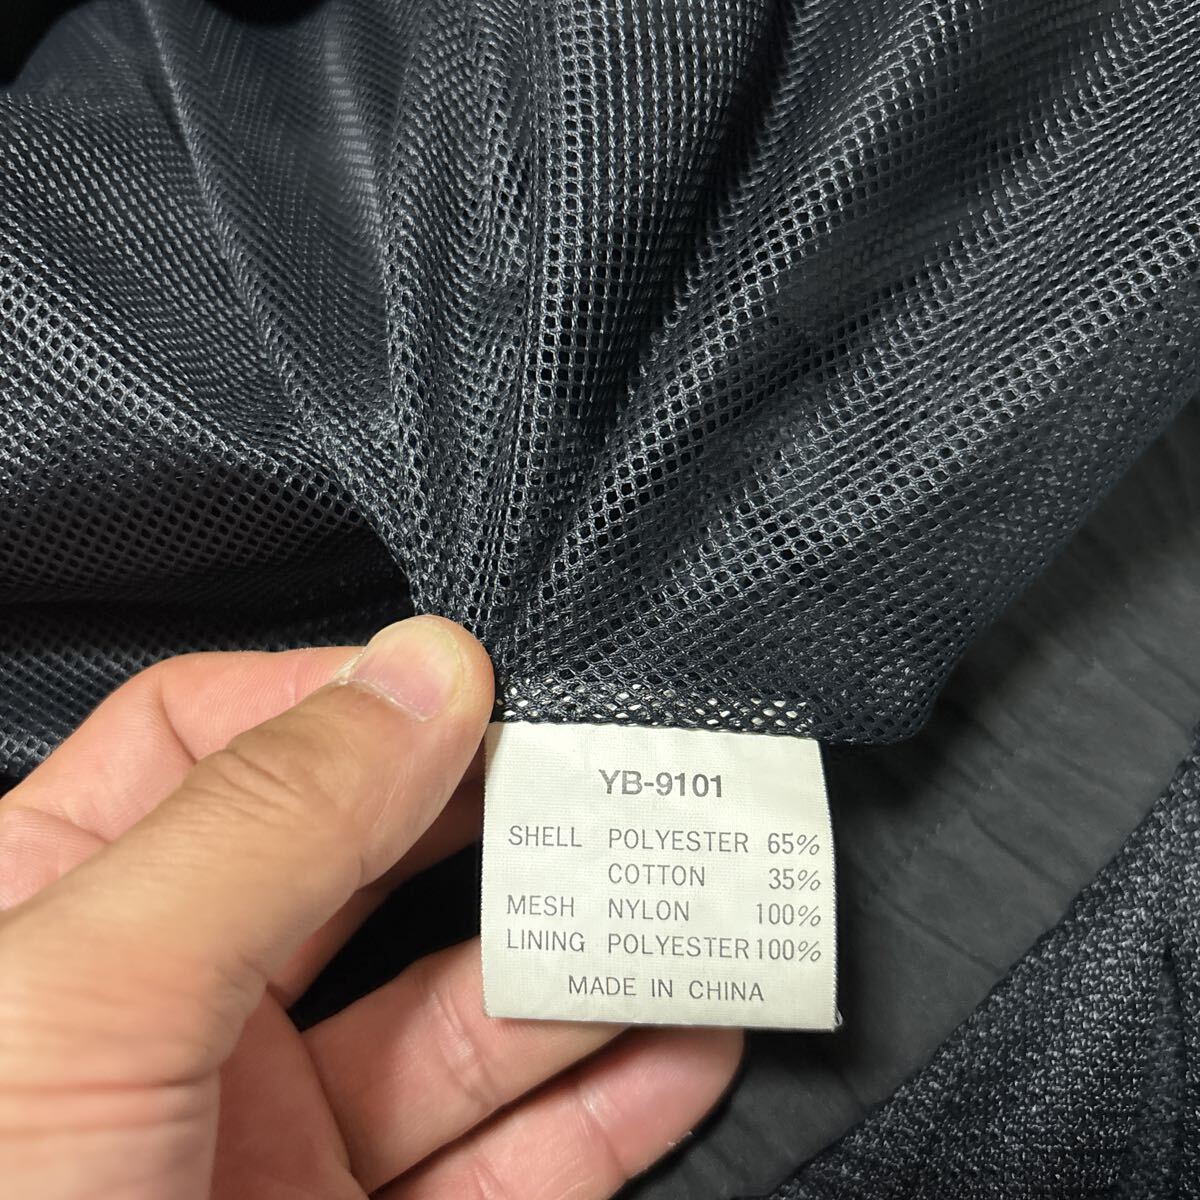 YB-9101
SHELL POLYESTER 65%
COTTON 35%
MESH NYLON 100%
LINING POLYESTER 100%
MADE IN CHINA